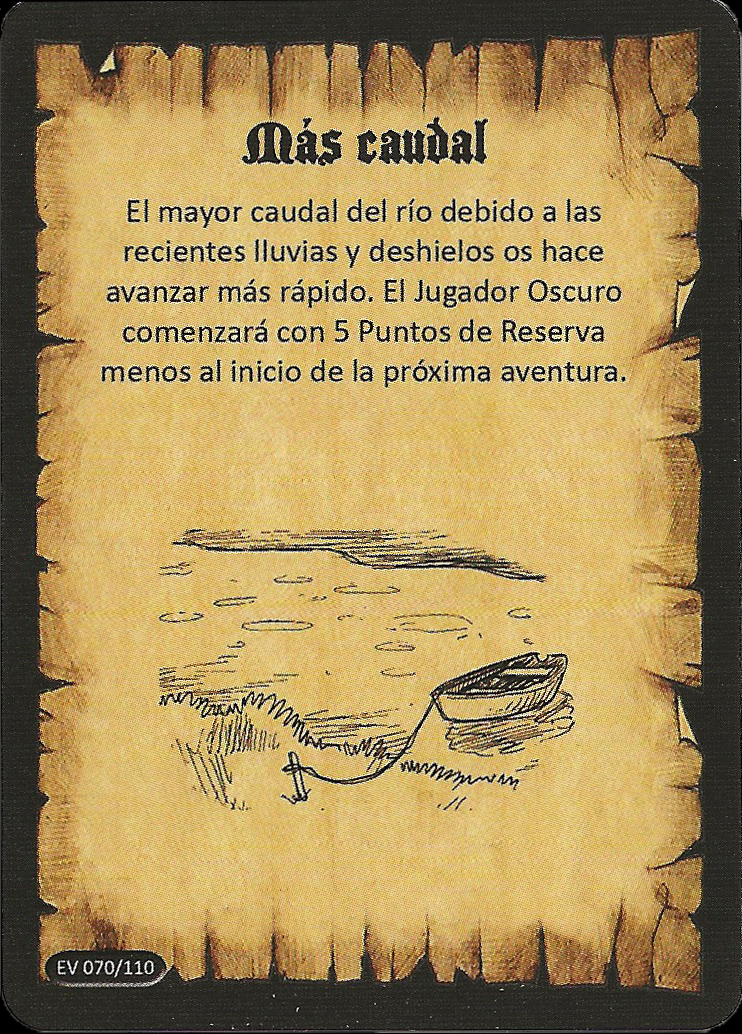 Más caudal
El mayor caudal del río debido a las
recientes lluvias y deshielos os hace
avanzar más rápido. El Jugador Oscuro
comenzará con 5 Puntos de Reserva
menos al inicio de la próxima aventura.
EV 070/110